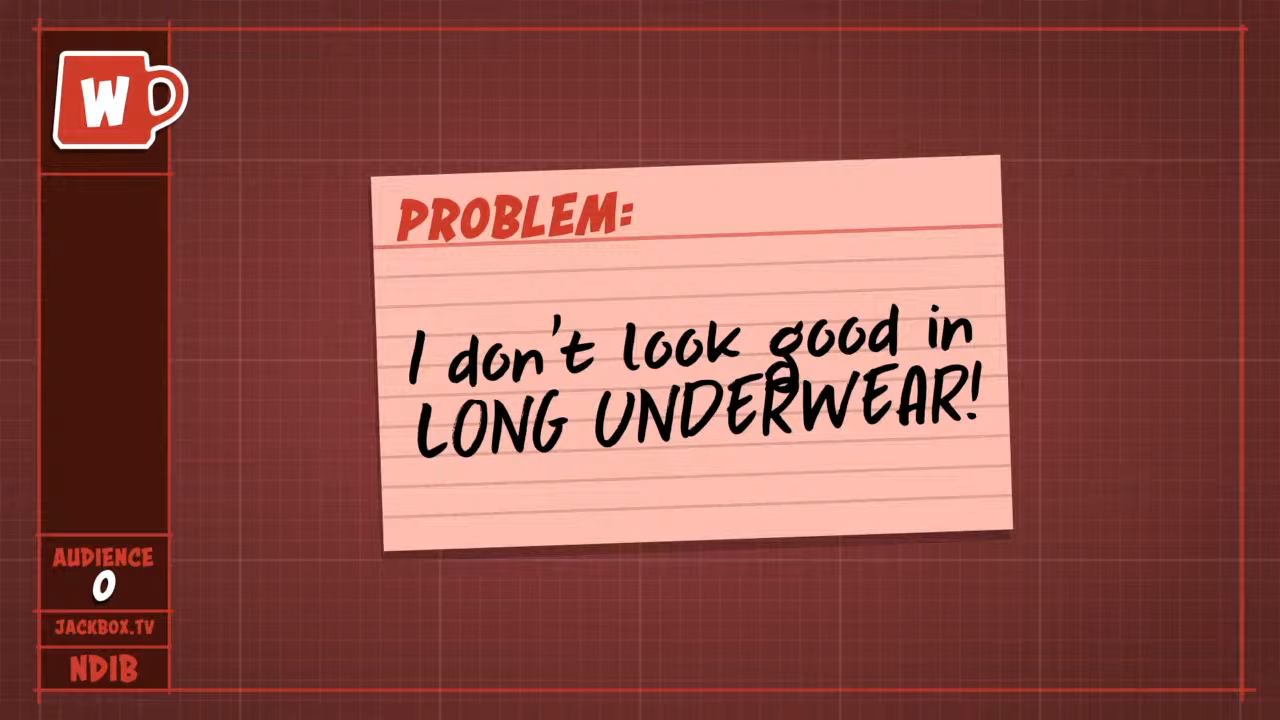 W
PROBLEM:
I don't look good in
LONG UNDERWEAR!
AUDIENCE
0
JACKBOX.TV
NDIB